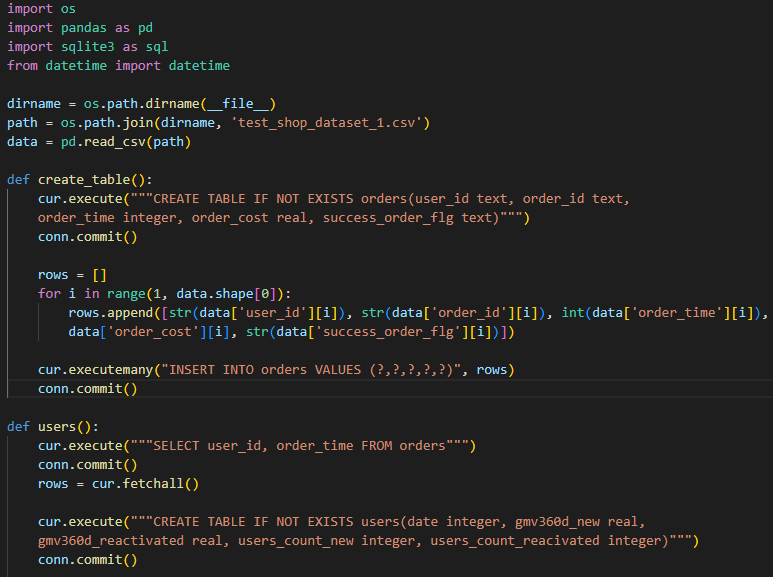 import os
import pandas as pd
import sqlite3 as sql
from datetime import datetime
dirname = os.path.dirname(__file__)
path = os.path.join(dirname, 'test_shop_dataset_1.csv')
data = pd.read_csv(path)
def create_table():
cur.execute("""CREATE TABLE IF NOT EXISTS orders(user_id text, order_id text,
order_time integer, order_cost real, success_order_flg text)""")
conn.commit()
rows = []
for i in range(1, data.shape[0]):
rows.append([str(data['user_id'][i]), str(data['order_id'][i]), int(data['order_time'][i]),
data['order_cost'][i], str(data['success_order_flg'][i])])
cur.executemany("INSERT INTO orders VALUES (?,?,?,?,?)", rows)
conn.commit()
def users():
cur.execute("""SELECT user_id, order_time FROM orders""")
conn.commit()
rows = cur.fetchall()
cur.execute("""CREATE TABLE IF NOT EXISTS users(date integer, gmv360d_new real,
gmv360d_reactivated real, users_count_new integer, users_count_reacivated integer)""")
conn.commit()